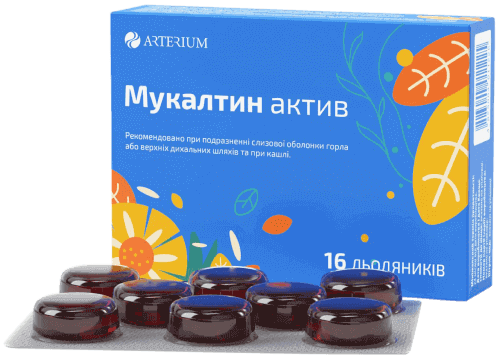 ARTERIUM
Мукалтин актив
Рекомендовано при подразненні слизової оболонки горла
або верхніх дихальних шляхів та при кашлі.
16 льодяників